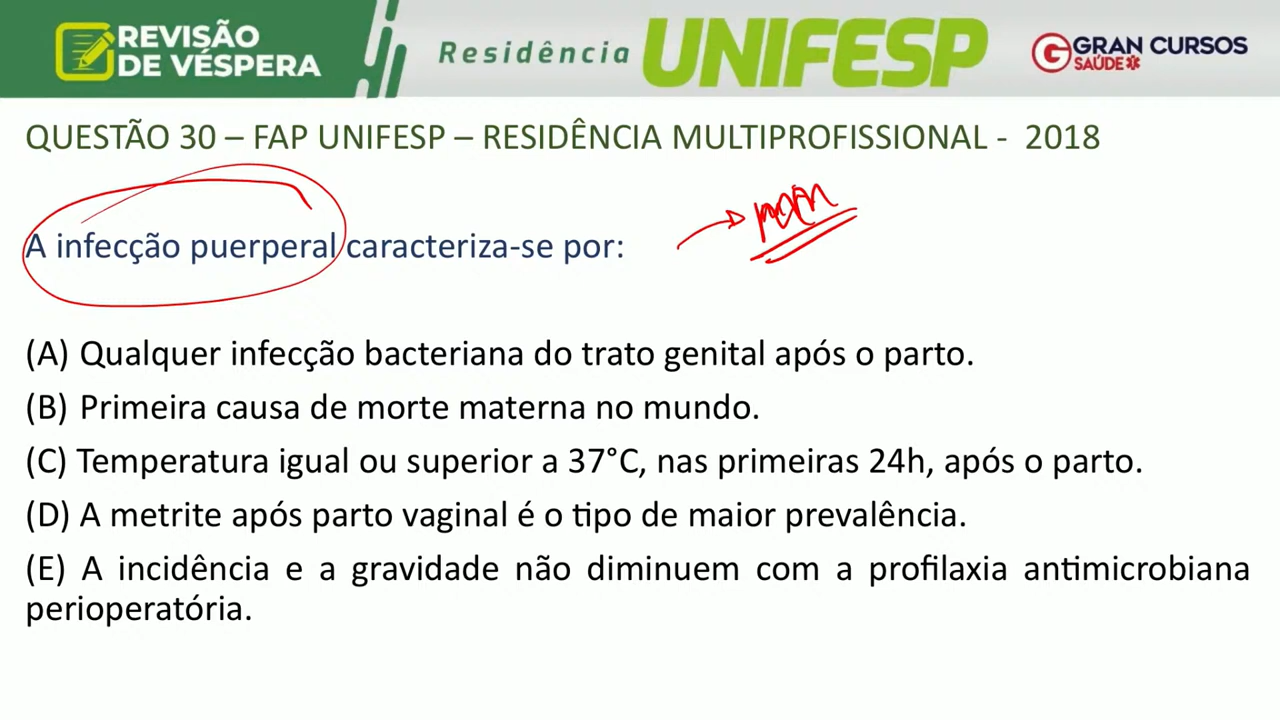 REVISÃO
DE VÉSPERA
Residência UNIFESP
GRAN CURSOS
SAÚDE
QUESTÃO 30 – FAP UNIFESP – RESIDÊNCIA MULTIPROFISSIONAL - 2018
A infecção puerperal caracteriza-se por:
(A) Qualquer infecção bacteriana do trato genital após o parto.
(B) Primeira causa de morte materna no mundo.
(C) Temperatura igual ou superior a 37°C, nas primeiras 24h, após o parto.
(D) A metrite após parto vaginal é o tipo de maior prevalência.
(E) A incidência e a gravidade não diminuem com a profilaxia antimicrobiana
perioperatória.